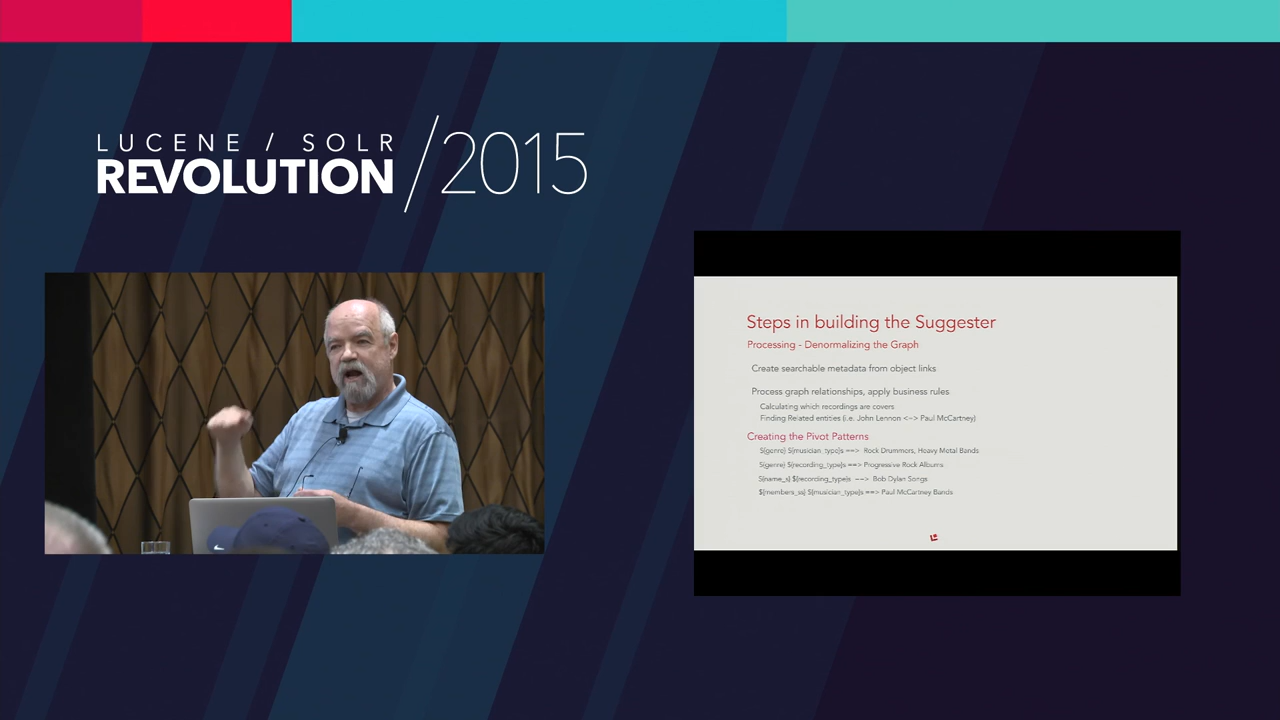 LUCENE / SOLR
REVOLUTION
/2015
Steps in building the Suggester
Processing - Denormalizing the Graph
Create searchable metadata from object links
Process graph relationships, apply business rules
Calculating which recordings are covers
Finding Related entities (i.e. John Lennon <-> Paul McCartney)
Creating the Pivot Patterns
${genre} ${musician_type}s ==> Rock Drummers, Heavy Metal Bands
${genre} ${recording_type}s ==> Progressive Rock Albums
${name_s} ${recording_type}s ==> Bob Dylan Songs
${members_ss} ${musician_type}s ==> Paul McCartney Bands